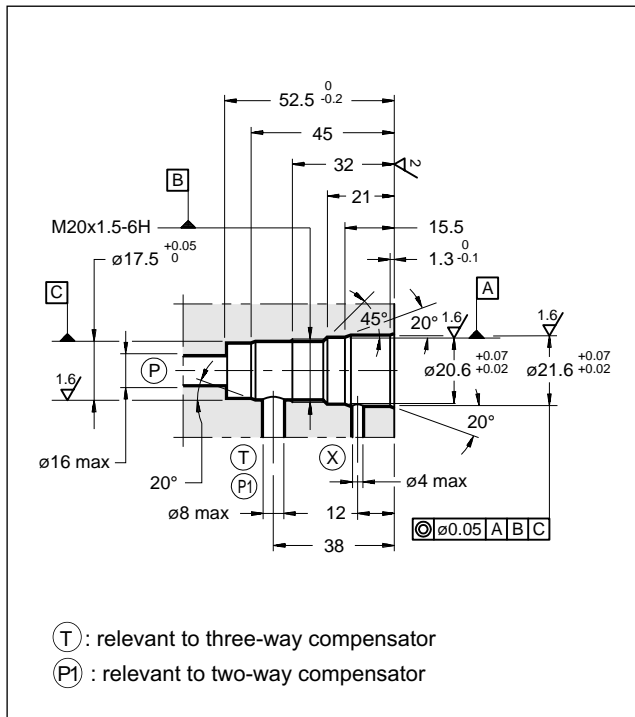 52.5 0 -0.2
45
32
2
B
21
M20x1.5-6H
15.5
ø17.5 +0.05 0
1.3 0 -0.1
C
A
45°
20°
1.6
1.6
P
1.6
ø20.6 +0.07 +0.02
ø21.6 +0.07 +0.02
ø16 max
20°
T
X
20°
P1
ø4 max
ø8 max
12
38
ø0.05 A B C
T : relevant to three-way compensator
P1 : relevant to two-way compensator